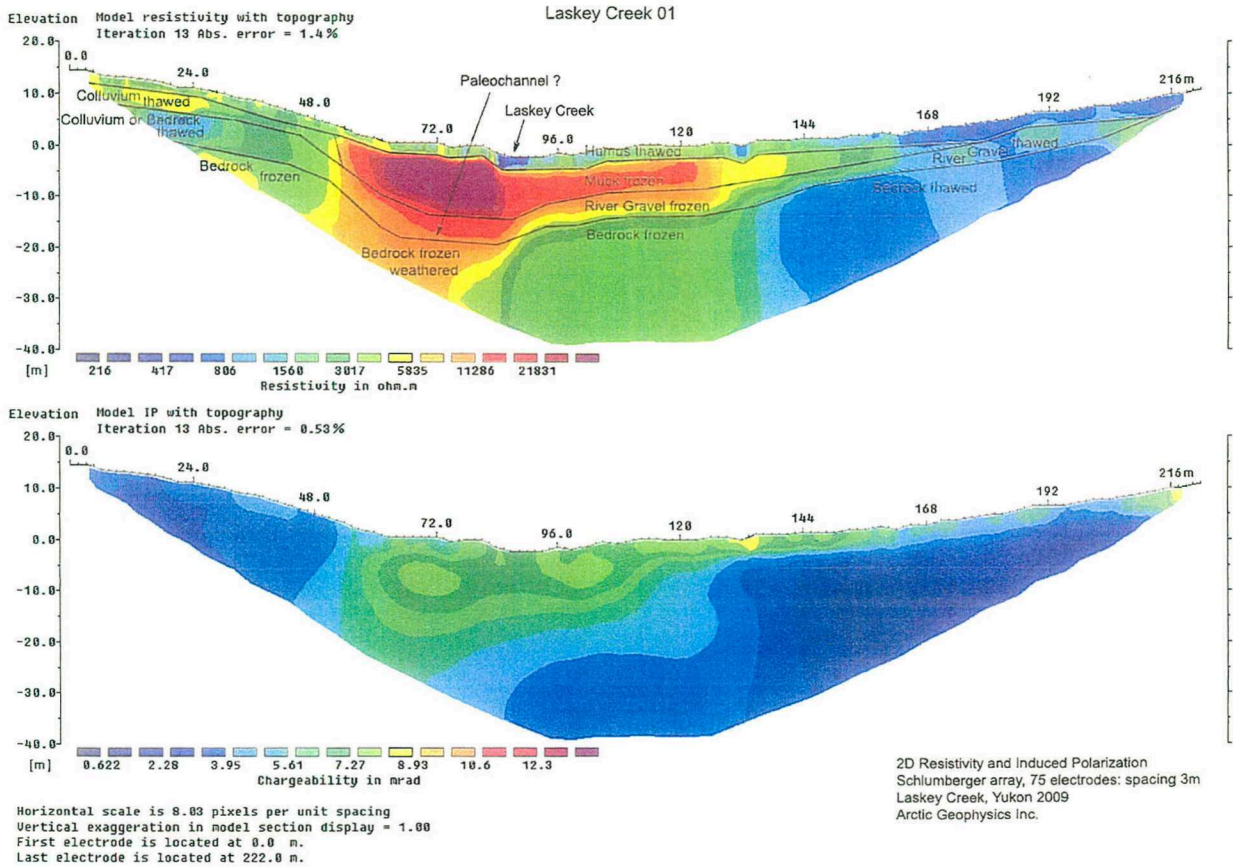 Laskey Creek 01
Elevation Model resistivity with topography
Iteration 13 Abs. error = 1.4%
20.0
0.0
216m
10.0
24.0
192
Paleochannel ?
Colluvium thawed
48.0
Laskey Creek
168
Colluvium or Bedrock
thawed
72.0
96.0
120
144
0.0
Humus thawed
River Gravel thawed
Bedrock
frozen
Muck frozen
Bedrock thawed
-10.0
River Gravel frozen
Bedrock frozen
-20.0
Bedrock frozen
weathered
-30.0
-40.0
[m] 216 417 806 1560 3017 5835 11286 21831
Resistivity in ohm.m
Elevation Model IP with topography
Iteration 13 Abs. error = 0.53%
20.0
0.0
216m
10.0
24.0
192
48.0
168
72.0
96.0
120
144
0.0
-10.0
-20.0
-30.0
-40.0
[m] 0.622 2.28 3.95 5.61 7.27 8.93 10.6 12.3
Chargeability in mrad
2D Resistivity and Induced Polarization
Schlumberger array, 75 electrodes: spacing 3m
Laskey Creek, Yukon 2009
Arctic Geophysics Inc.
Horizontal scale is 8.03 pixels per unit spacing
Vertical exaggeration in model section display = 1.00
First electrode is located at 0.0 m.
Last electrode is located at 222.0 m.